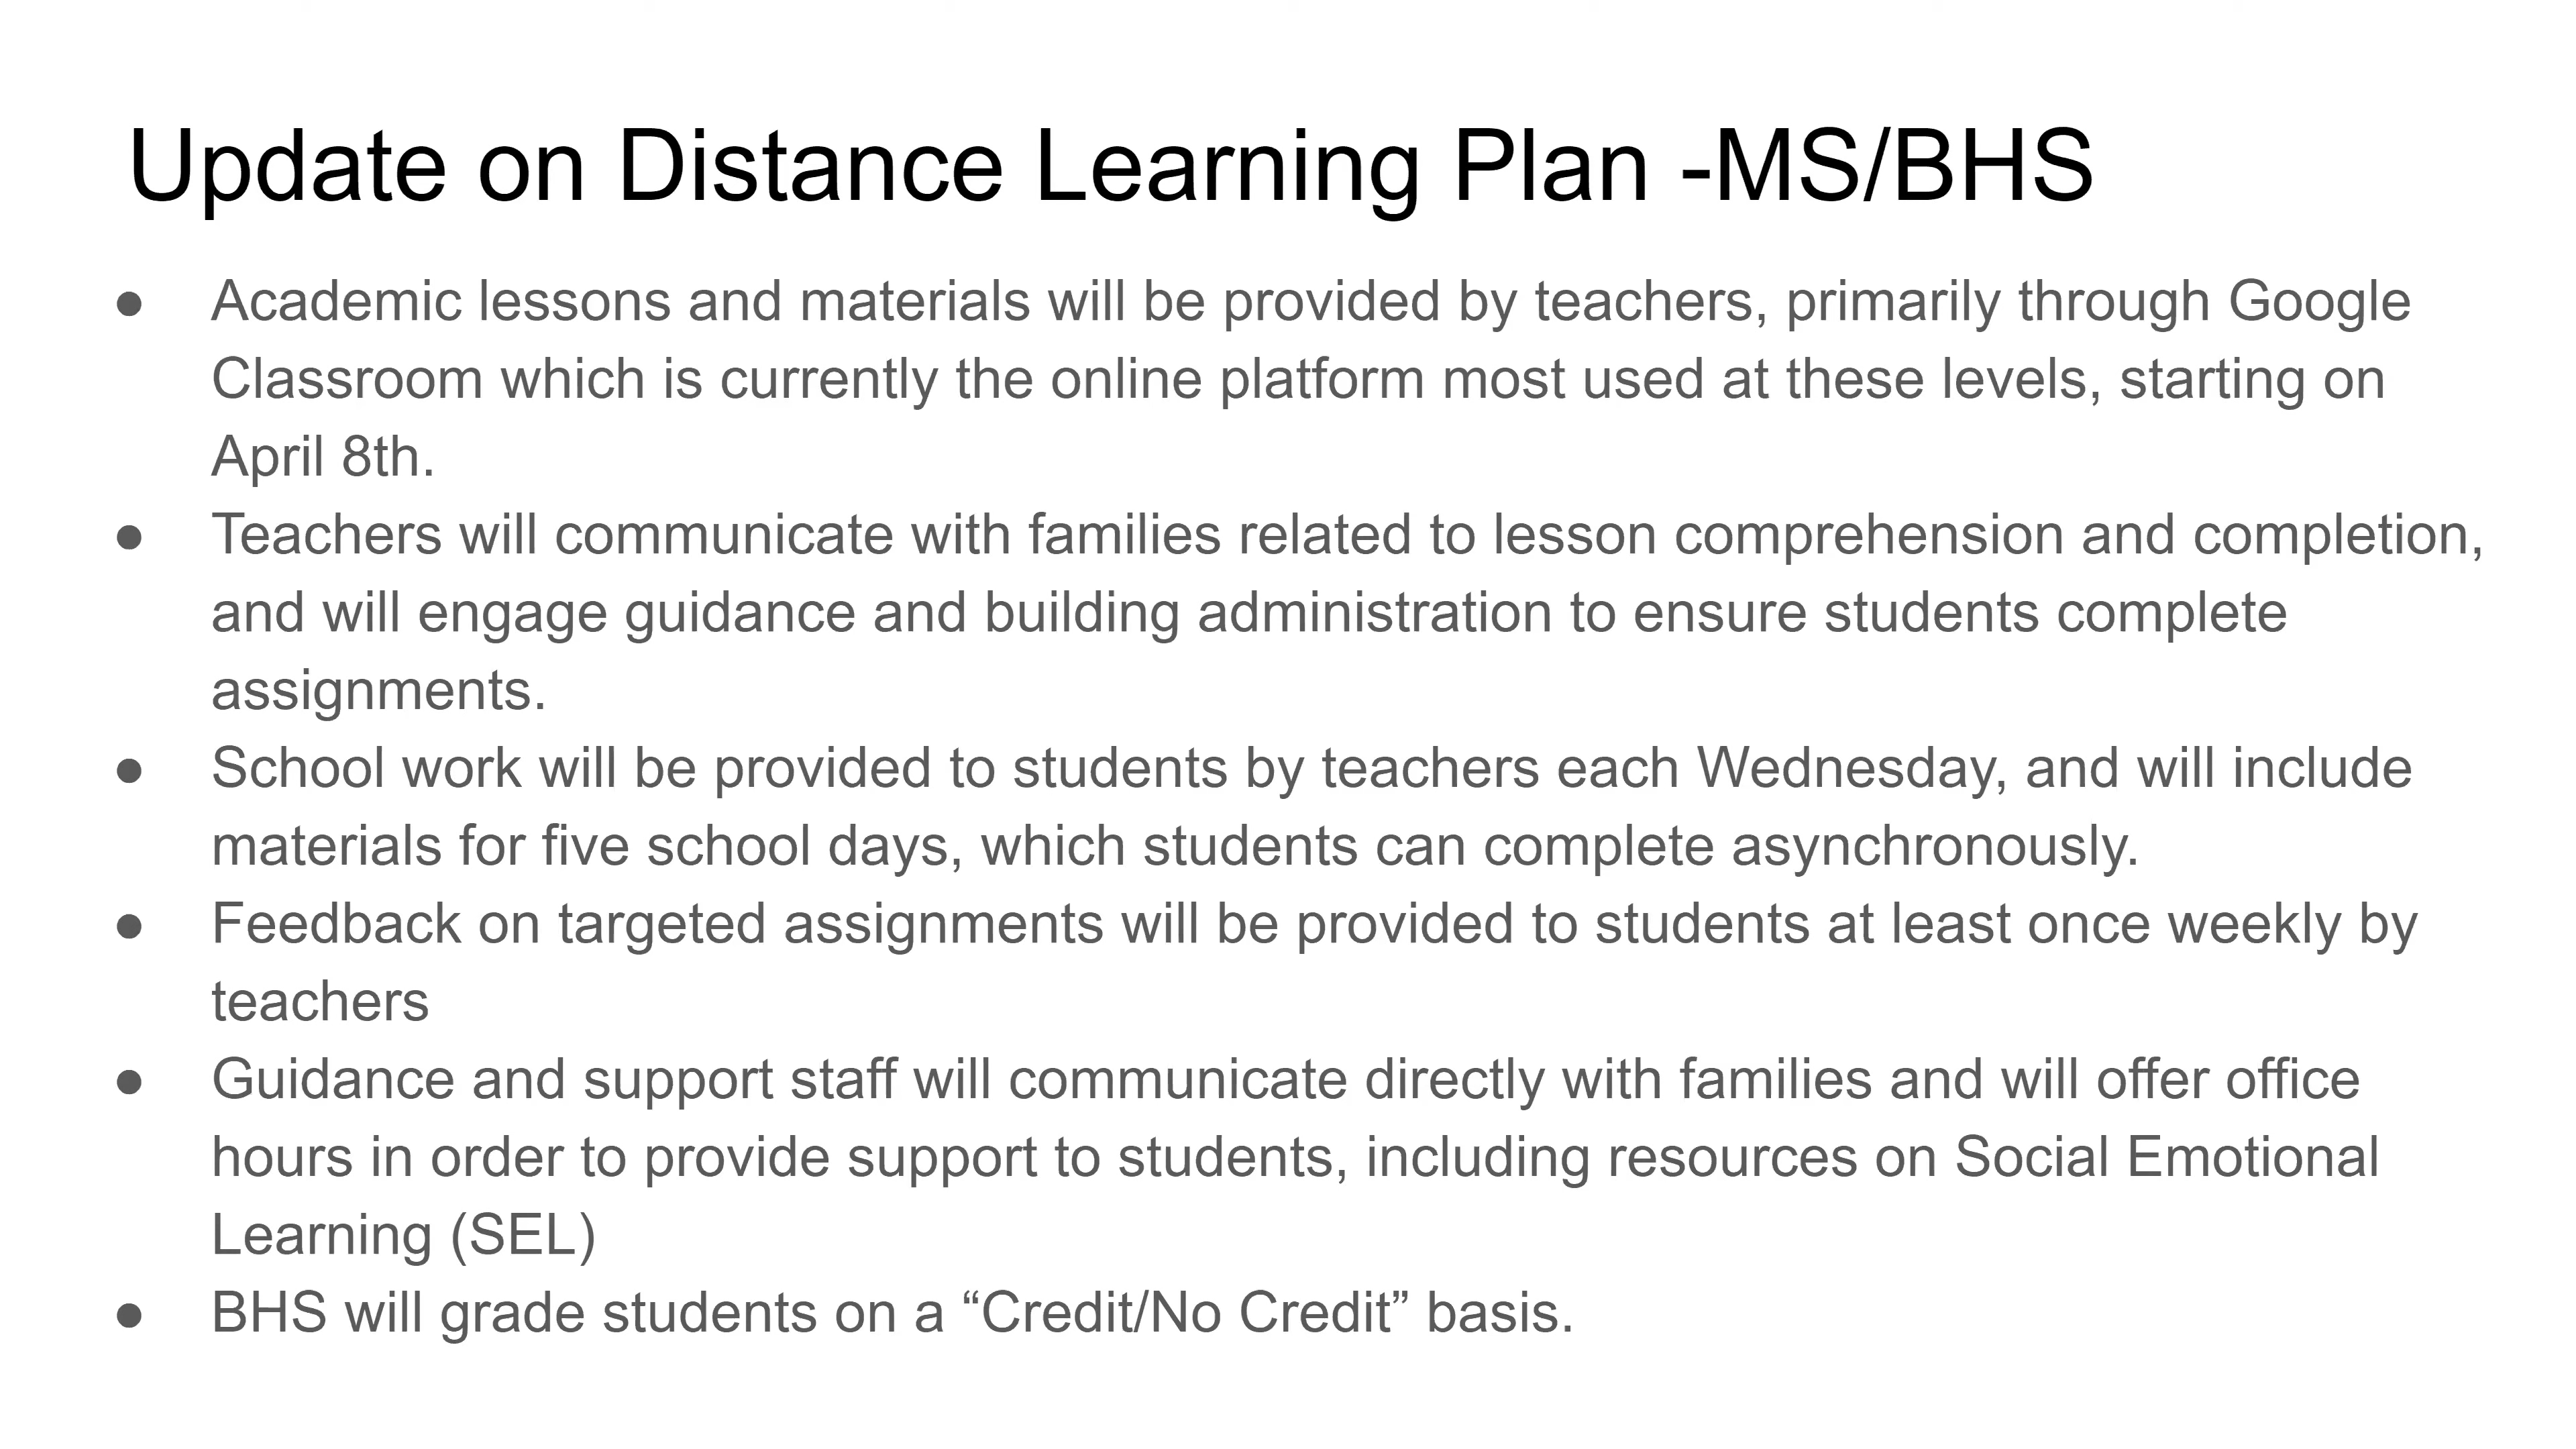 Update on Distance Learning Plan -MS/BHS
● Academic lessons and materials will be provided by teachers, primarily through Google
Classroom which is currently the online platform most used at these levels, starting on
April 8th.
● Teachers will communicate with families related to lesson comprehension and completion,
and will engage guidance and building administration to ensure students complete
assignments.
● School work will be provided to students by teachers each Wednesday, and will include
materials for five school days, which students can complete asynchronously.
● Feedback on targeted assignments will be provided to students at least once weekly by
teachers
● Guidance and support staff will communicate directly with families and will offer office
hours in order to provide support to students, including resources on Social Emotional
Learning (SEL)
● BHS will grade students on a “Credit/No Credit” basis.